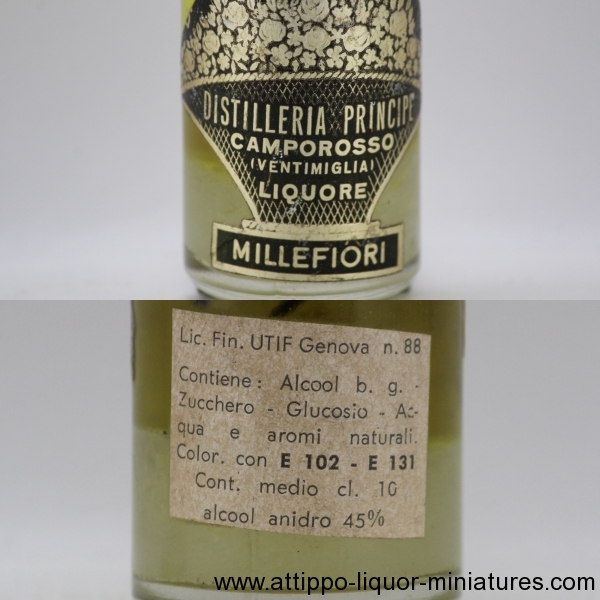 DISTILLERIA PRINCIPE
CAMPOROSSO
(VENTIMIGLIA)
LIQUORE
MILLEFIORI
Lic. Fin. UTIF Genova n. 88
Contiene: Alcool b. g. -
Zucchero - Glucosio - Ac-
qua e aromi naturali.
Color. con E 102 - E 131
Cont. medio cl. 10
alcool anidro 45%
www.attippo-liquor-miniatures.com